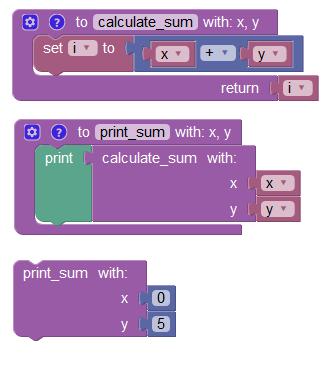 ? to calculate_sum with: x, y
set i to x + y
return i
? to print_sum with: x, y
print calculate_sum with:
x x
y y
print_sum with:
x 0
y 5